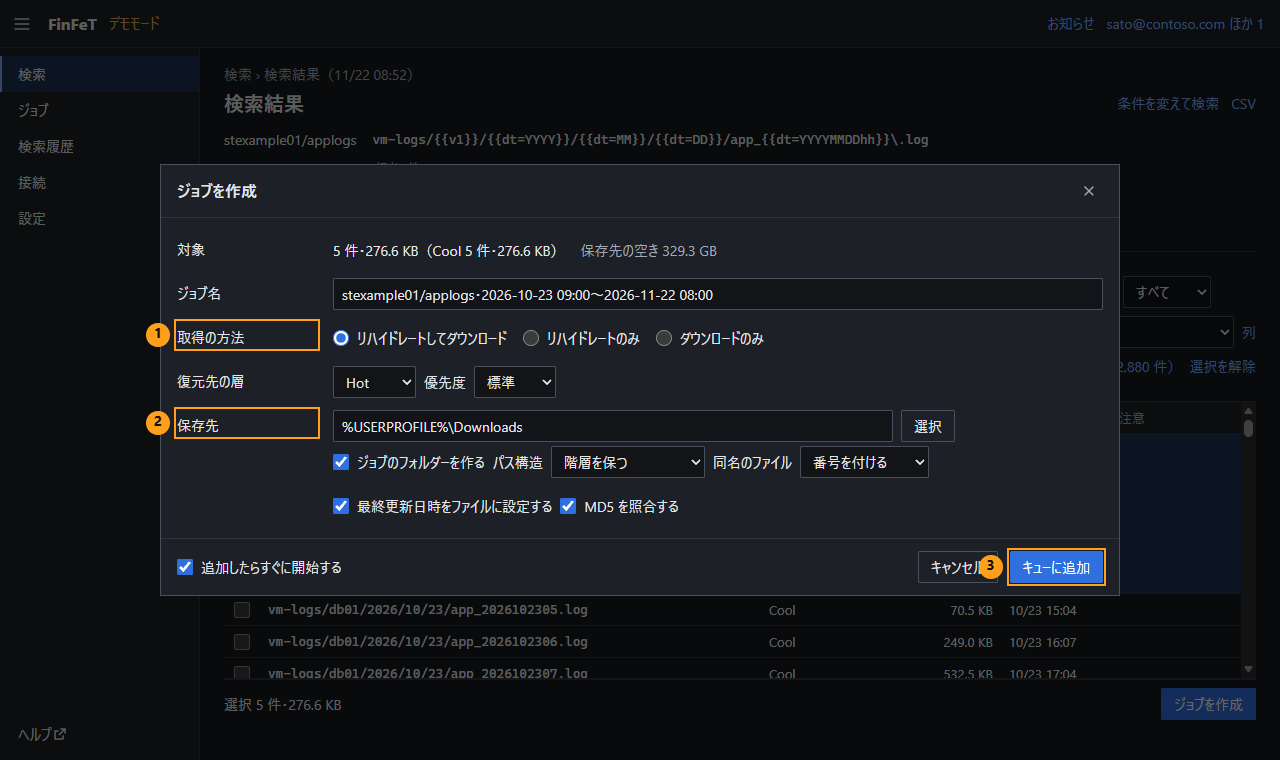 FinFeT デモモード お知らせ sato@contoso.com ほか 1
検索
ジョブ
検索履歴
接続
設定
ヘルプ
検索 › 検索結果（11/22 08:52）
検索結果
条件を変えて検索 CSV
stexample01/applogs vm-logs/{{v1}}/{{dt=YYYY}}/{{dt=MM}}/{{dt=DD}}/app_{{dt=YYYYMMDDhh}}\.log
すべて
列
2,880 件） 選択を解除
注意
ジョブを作成
対象 5 件・276.6 KB（Cool 5 件・276.6 KB） 保存先の空き 329.3 GB
ジョブ名 stexample01/applogs・2026-10-23 09:00～2026-11-22 08:00
1 取得の方法 リハイドレートしてダウンロード リハイドレートのみ ダウンロードのみ
復元先の層 Hot 優先度 標準
2 保存先 %USERPROFILE%\Downloads 選択
ジョブのフォルダーを作る パス構造 階層を保つ 同名のファイル 番号を付ける
最終更新日時をファイルに設定する MD5 を照合する
追加したらすぐに開始する キャンセル 3 キューに追加
vm-logs/db01/2026/10/23/app_2026102305.log Cool 70.5 KB 10/23 15:04
vm-logs/db01/2026/10/23/app_2026102306.log Cool 249.0 KB 10/23 16:07
vm-logs/db01/2026/10/23/app_2026102307.log Cool 532.5 KB 10/23 17:04
選択 5 件・276.6 KB ジョブを作成